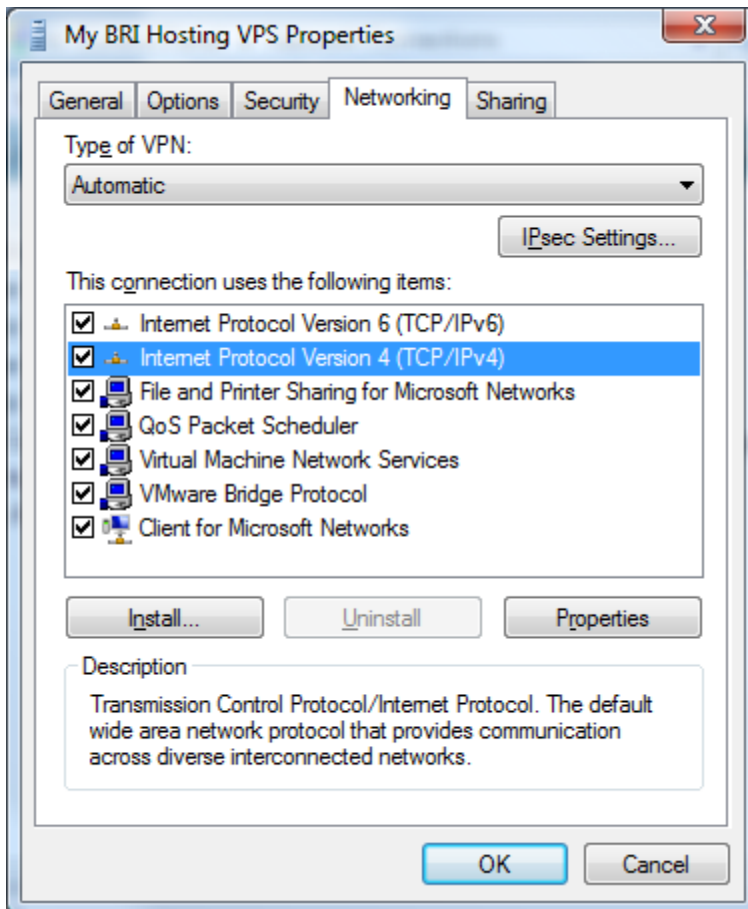 My BRI Hosting VPS Properties
General Options Security Networking Sharing
Type of VPN:
Automatic
IPsec Settings...
This connection uses the following items:
Internet Protocol Version 6 (TCP/IPv6)
Internet Protocol Version 4 (TCP/IPv4)
File and Printer Sharing for Microsoft Networks
QoS Packet Scheduler
Virtual Machine Network Services
VMware Bridge Protocol
Client for Microsoft Networks
Install... Uninstall Properties
Description
Transmission Control Protocol/Internet Protocol. The default
wide area network protocol that provides communication
across diverse interconnected networks.
OK Cancel